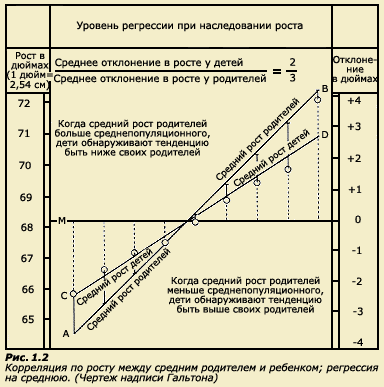 Уровень регрессии при наследования роста
Рост в
дюймах
(1 дюйм=
2,54 см)
Среднее отклонение в росте у детей
Среднее отклонение в росте у родителей
=
2
3
Отклоне-
ние
в дюймах
72
71
70
69
68
67
66
65
Когда средний рост родителей
больше среднепопуляционного,
дети обнаруживают тенденцию
быть ниже своих родителей
B
D
M
C
A
Средний рост родителей
Средний рост детей
Средний рост детей
Средний рост родителей
Когда средний рост родителей
меньше среднепопуляционного,
дети обнаруживают тенденцию
быть выше своих родителей
+4
+3
+2
+1
0
-1
-2
-3
-4
Рис. 1.2
Корреляция по росту между средним родителем и ребенком; регрессия
на среднюю. (Чертеж надписи Гальтона)